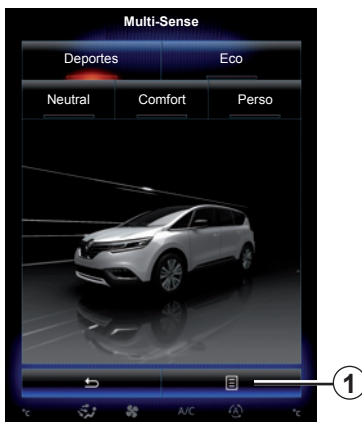 Multi-Sense
Deportes Eco
Neutral Comfort Perso
1
°c A/C (A) °c